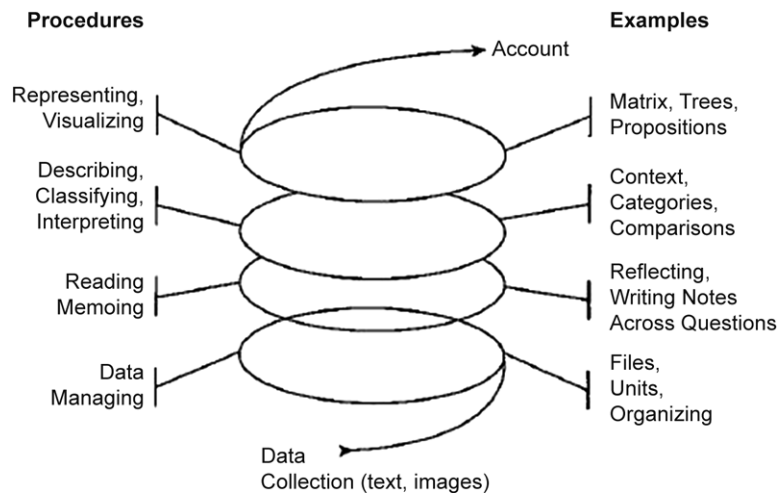 Procedures
Examples
Account
Representing,
Visualizing
Matrix, Trees,
Propositions
Describing,
Classifying,
Interpreting
Context,
Categories,
Comparisons
Reading
Memoing
Reflecting,
Writing Notes
Across Questions
Data
Managing
Files,
Units,
Organizing
Data
Collection (text, images)